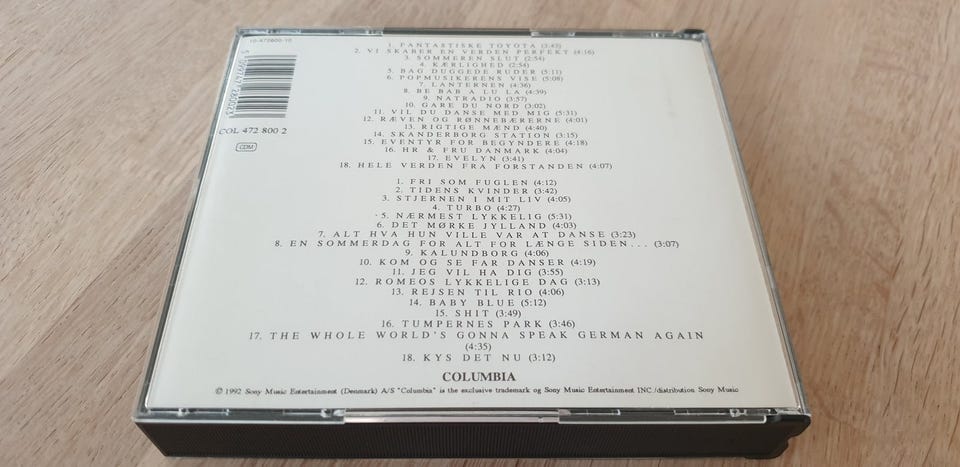 10-472800-10
COL 472 800 2
CDM
1. FANTASTISKE TOYOTA (3:43)
2. VI SKABER EN VERDEN PERFEKT (4:16)
3. SOMMEREN SLUT (2:54)
4. KÆRLIGHED (2:54)
5. BAG DUGGEDE RUDER (5:11)
6. POPMUSIKERENS VISE (5:08)
7. LANTERNEN (4:36)
8. BE BAB A LU LA (4:39)
9. NATRADIO (3:57)
10. GARE DU NORD (3:02)
11. VIL DU DANSE MED MIG (5:31)
12. RÆVEN OG RØNNEBÆRERNE (4:01)
13. RIGTIGE MÆND (4:40)
14. SKANDERBORG STATION (3:15)
15. EVENTYR FOR BEGYNDERE (4:18)
16. HR & FRU DANMARK (4:04)
17. EVELYN (3:41)
18. HELE VERDEN FRA FORSTANDEN (4:07)
1. FRI SOM FUGLEN (4:12)
2. TIDENS KVINDER (3:42)
3. STJERNEN I MIT LIV (4:05)
4. TURBO (4:27)
5. NÆRMEST LYKKELIG (5:31)
6. DET MØRKE JYLLAND (4:03)
7. ALT HVA HUN VILLE VAR AT DANSE (3:23)
8. EN SOMMERDAG FOR ALT FOR LÆNGE SIDEN... (3:07)
9. KALUNDBORG (4:06)
10. KOM OG SE FAR DANSER (4:19)
11. JEG VIL HA DIG (3:55)
12. ROMEOS LYKKELIGE DAG (3:13)
13. REJSEN TIL RIO (4:06)
14. BABY BLUE (5:12)
15. SHIT (3:49)
16. TUMPERNES PARK (3:46)
17. THE WHOLE WORLD'S GONNA SPEAK GERMAN AGAIN
(4:35)
18. KYS DET NU (3:12)
COLUMBIA
© 1992 Sony Music Entertainment (Denmark) A/S "Columbia" is the exclusive trademark og Sony Music Entertainment INC./distribution Sony Music